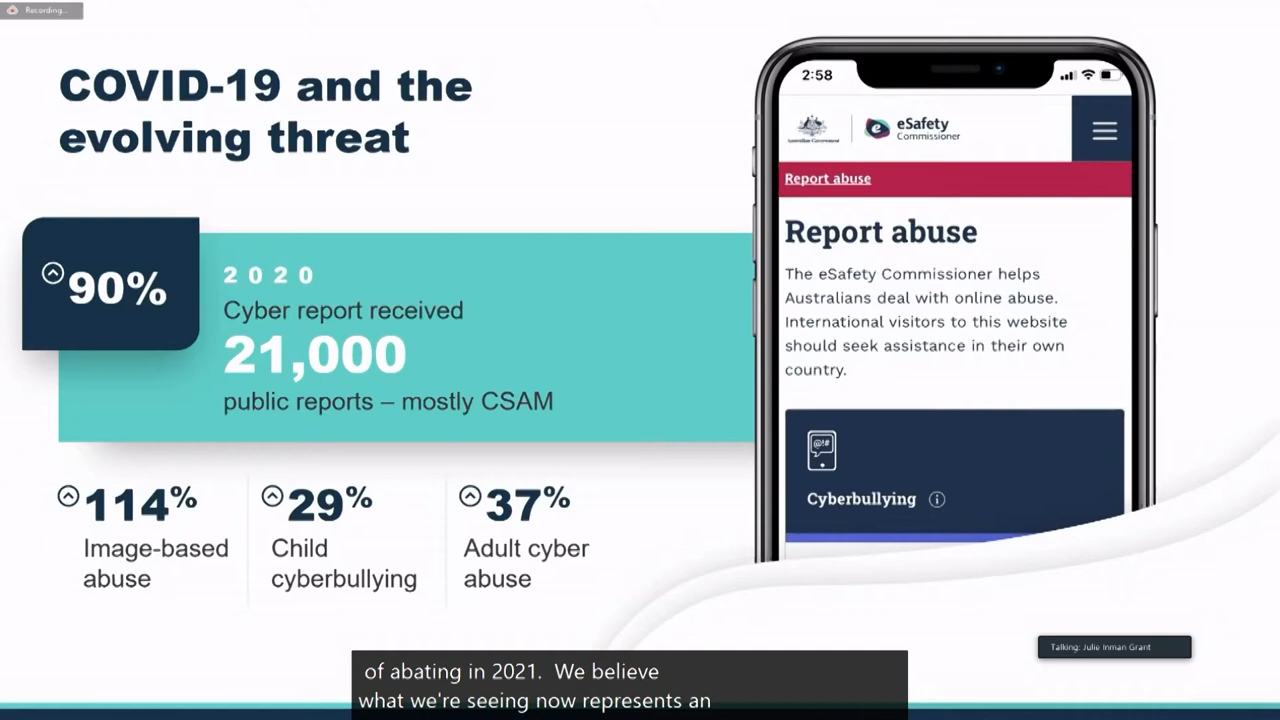 Recording...
COVID-19 and the
evolving threat
90%
2020
Cyber report received
21,000
public reports – mostly CSAM
114%
Image-based
abuse
29%
Child
cyberbullying
37%
Adult cyber
abuse
2:58
Australian Government
eSafety
Commissioner
Report abuse
Report abuse
The eSafety Commissioner helps
Australians deal with online abuse.
International visitors to this website
should seek assistance in their own
country.
@!#
Cyberbullying
Talking: Julie Inman Grant
of abating in 2021. We believe
what we're seeing now represents an